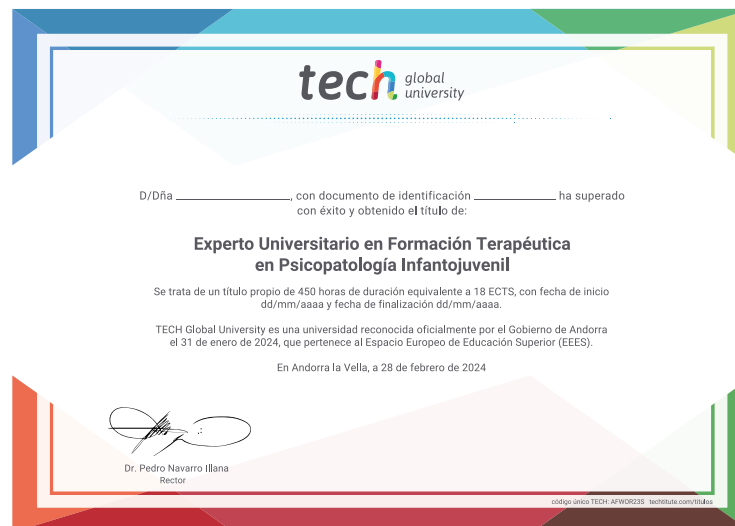 tech global university
D/Dña ______________, con documento de identificación __________ ha superado
con éxito y obtenido el título de:
Experto Universitario en Formación Terapéutica
en Psicopatología Infantojuvenil
Se trata de un título propio de 450 horas de duración equivalente a 18 ECTS, con fecha de inicio
dd/mm/aaaa y fecha de finalización dd/mm/aaaa.
TECH Global University es una universidad reconocida oficialmente por el Gobierno de Andorra
el 31 de enero de 2024, que pertenece al Espacio Europeo de Educación Superior (EEES).
En Andorra la Vella, a 28 de febrero de 2024
Dr. Pedro Navarro Illana
Rector
código único TECH: AFWOR23S techtitute.com/titulos